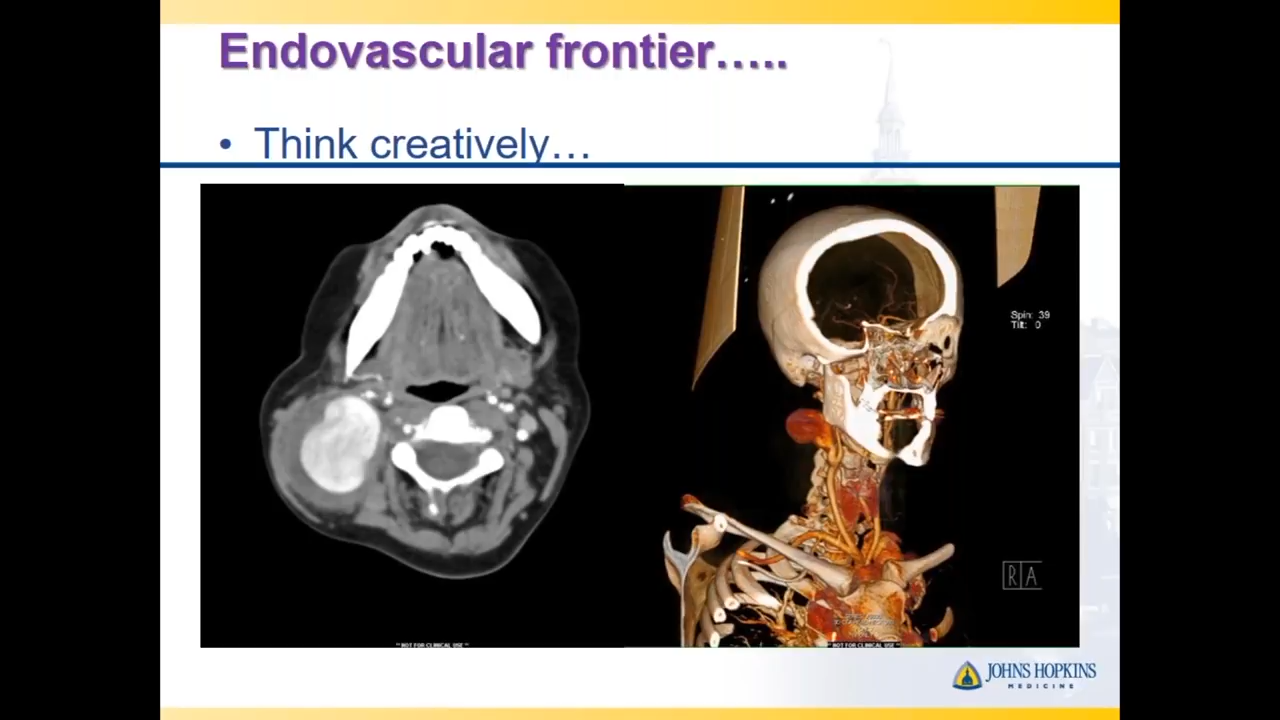 Endovascular frontier…..
• Think creatively…
Spin: 39
Tilt: 0
R A
** NOT FOR CLINICAL USE **
** NOT FOR CLINICAL USE **
JOHNS HOPKINS
MEDICINE